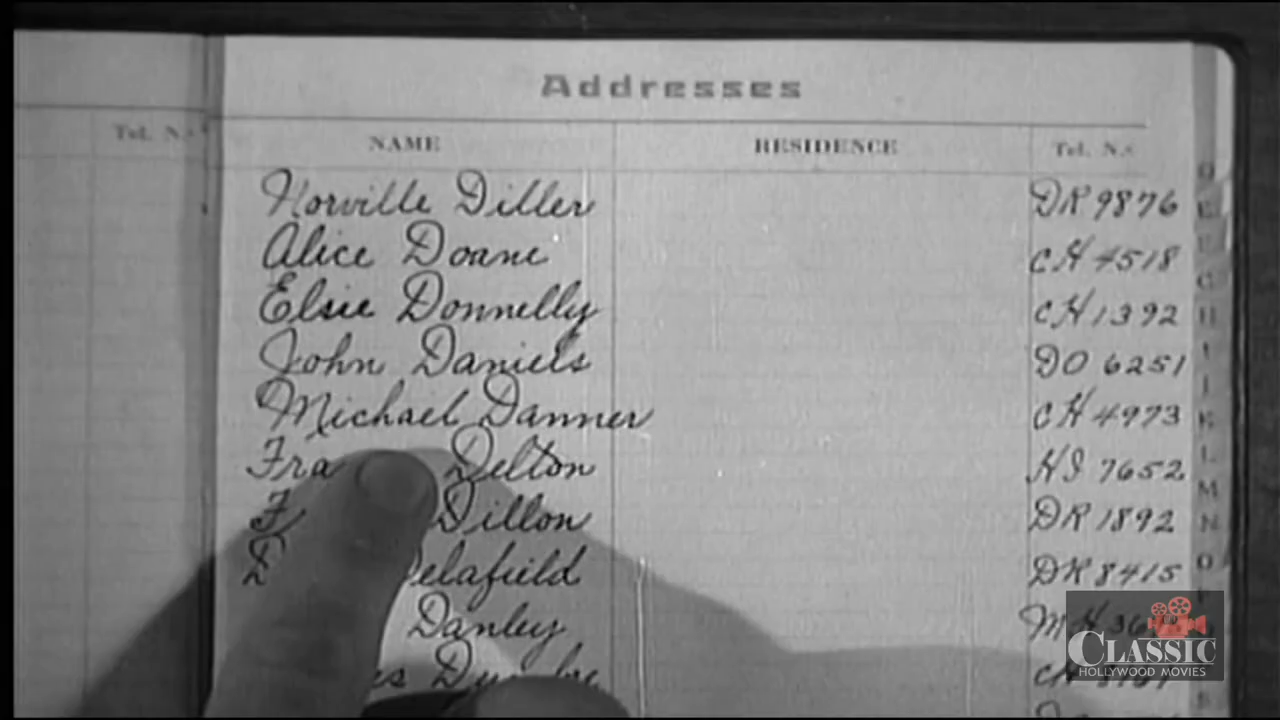 Addresses
Tel. No. NAME RESIDENCE Tel. No.
Norville Diller DR 9876
Alice Doane CH 4518
Elsie Donnelly CH 1392
John Daniels DO 6251
Michael Danner CH 4973
Delton HI 7652
Dillon DR 1892
DR 8415
Danley
CLASSIC
HOLLYWOOD MOVIES